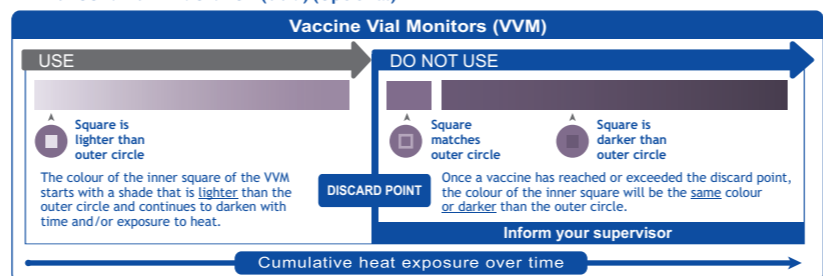 Vaccine Vial Monitors (VVM)
USE
DO NOT USE
Square is
lighter than
outer circle
Square
matches
outer circle
Square is
darker than
outer circle
The colour of the inner square of the VVM
starts with a shade that is lighter than the
outer circle and continues to darken with
time and/or exposure to heat.
DISCARD POINT
Once a vaccine has reached or exceeded the discard point,
the colour of the inner square will be the same colour
or darker than the outer circle.
Inform your supervisor
Cumulative heat exposure over time